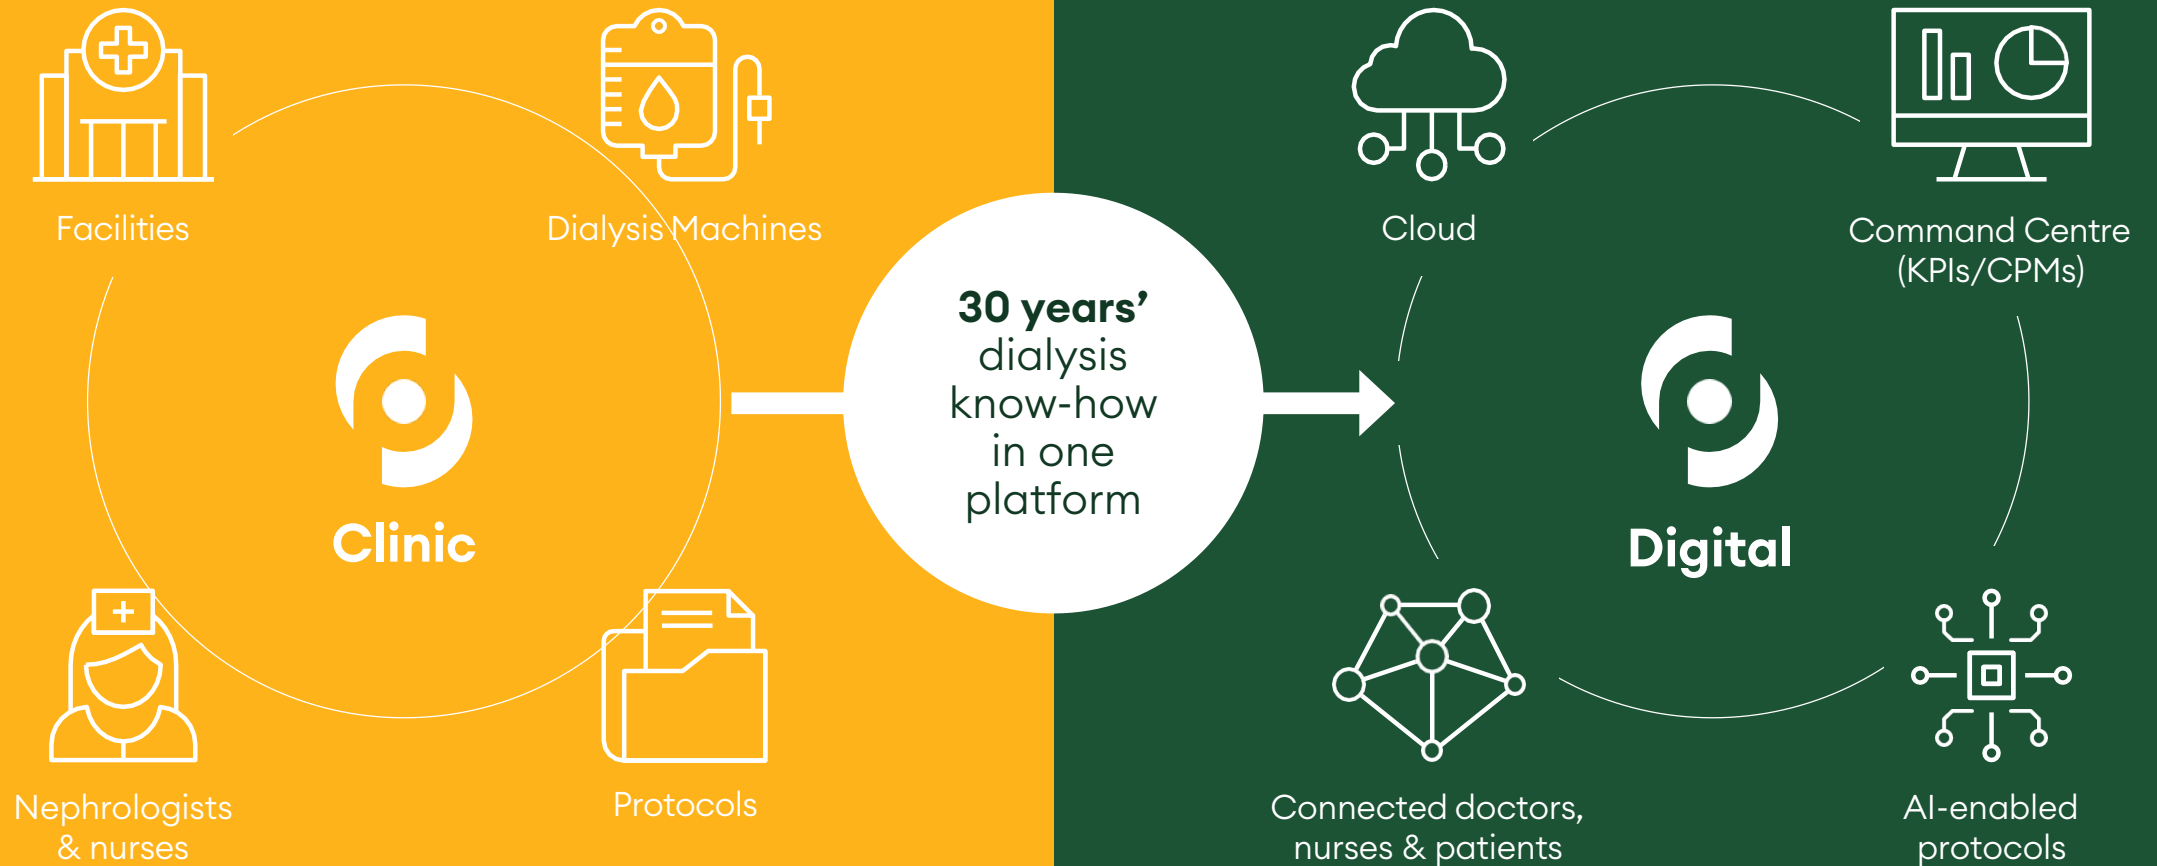 Facilities
Dialysis Machines
Clinic
Nephrologists
& nurses
Protocols
30 years’
dialysis
know-how
in one
platform
Cloud
Command Centre
(KPIs/CPMs)
Digital
Connected doctors,
nurses & patients
AI-enabled
protocols